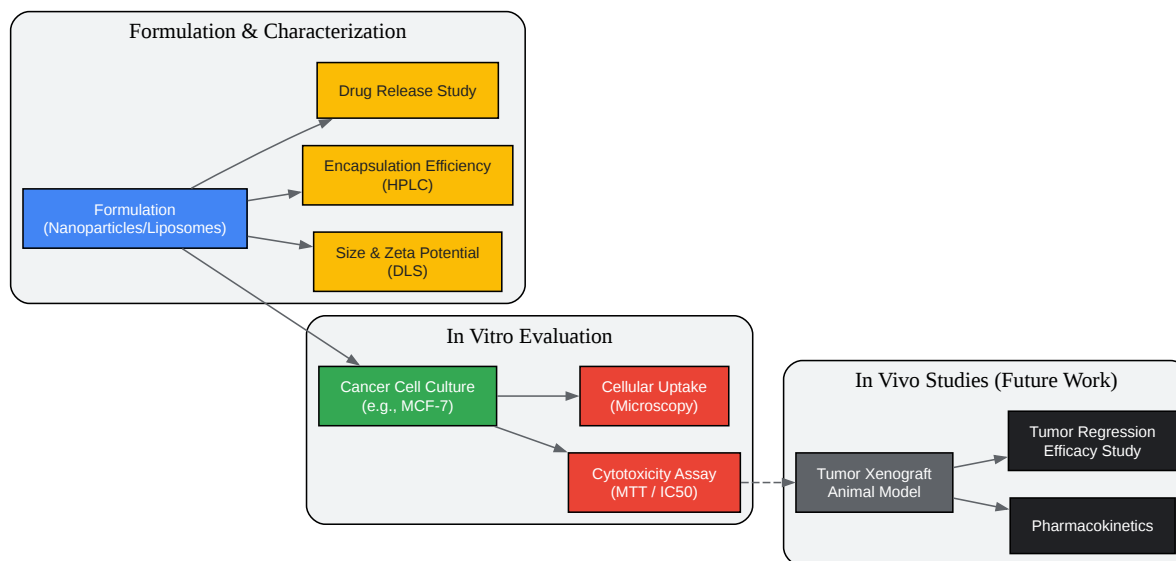 Formulation & Characterization
Drug Release Study
Encapsulation Efficiency
(HPLC)
Formulation
(Nanoparticles/Liposomes)
Size & Zeta Potential
(DLS)
In Vitro Evaluation
Cancer Cell Culture
(e.g., MCF-7)
Cellular Uptake
(Microscopy)
Cytotoxicity Assay
(MTT / IC50)
In Vivo Studies (Future Work)
Tumor Xenograft
Animal Model
Tumor Regression
Efficacy Study
Pharmacokinetics